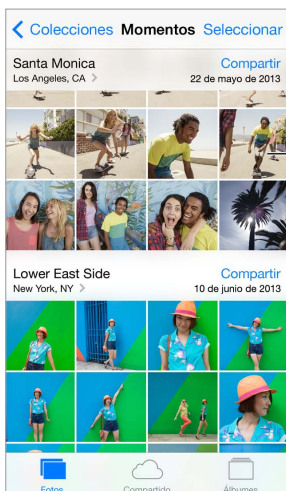 Colecciones Momentos Seleccionar
Santa Monica Compartir
Los Angeles, CA 22 de mayo de 2013
Lower East Side Compartir
New York, NY 10 de junio de 2013
Fotos Compartido Álbumes